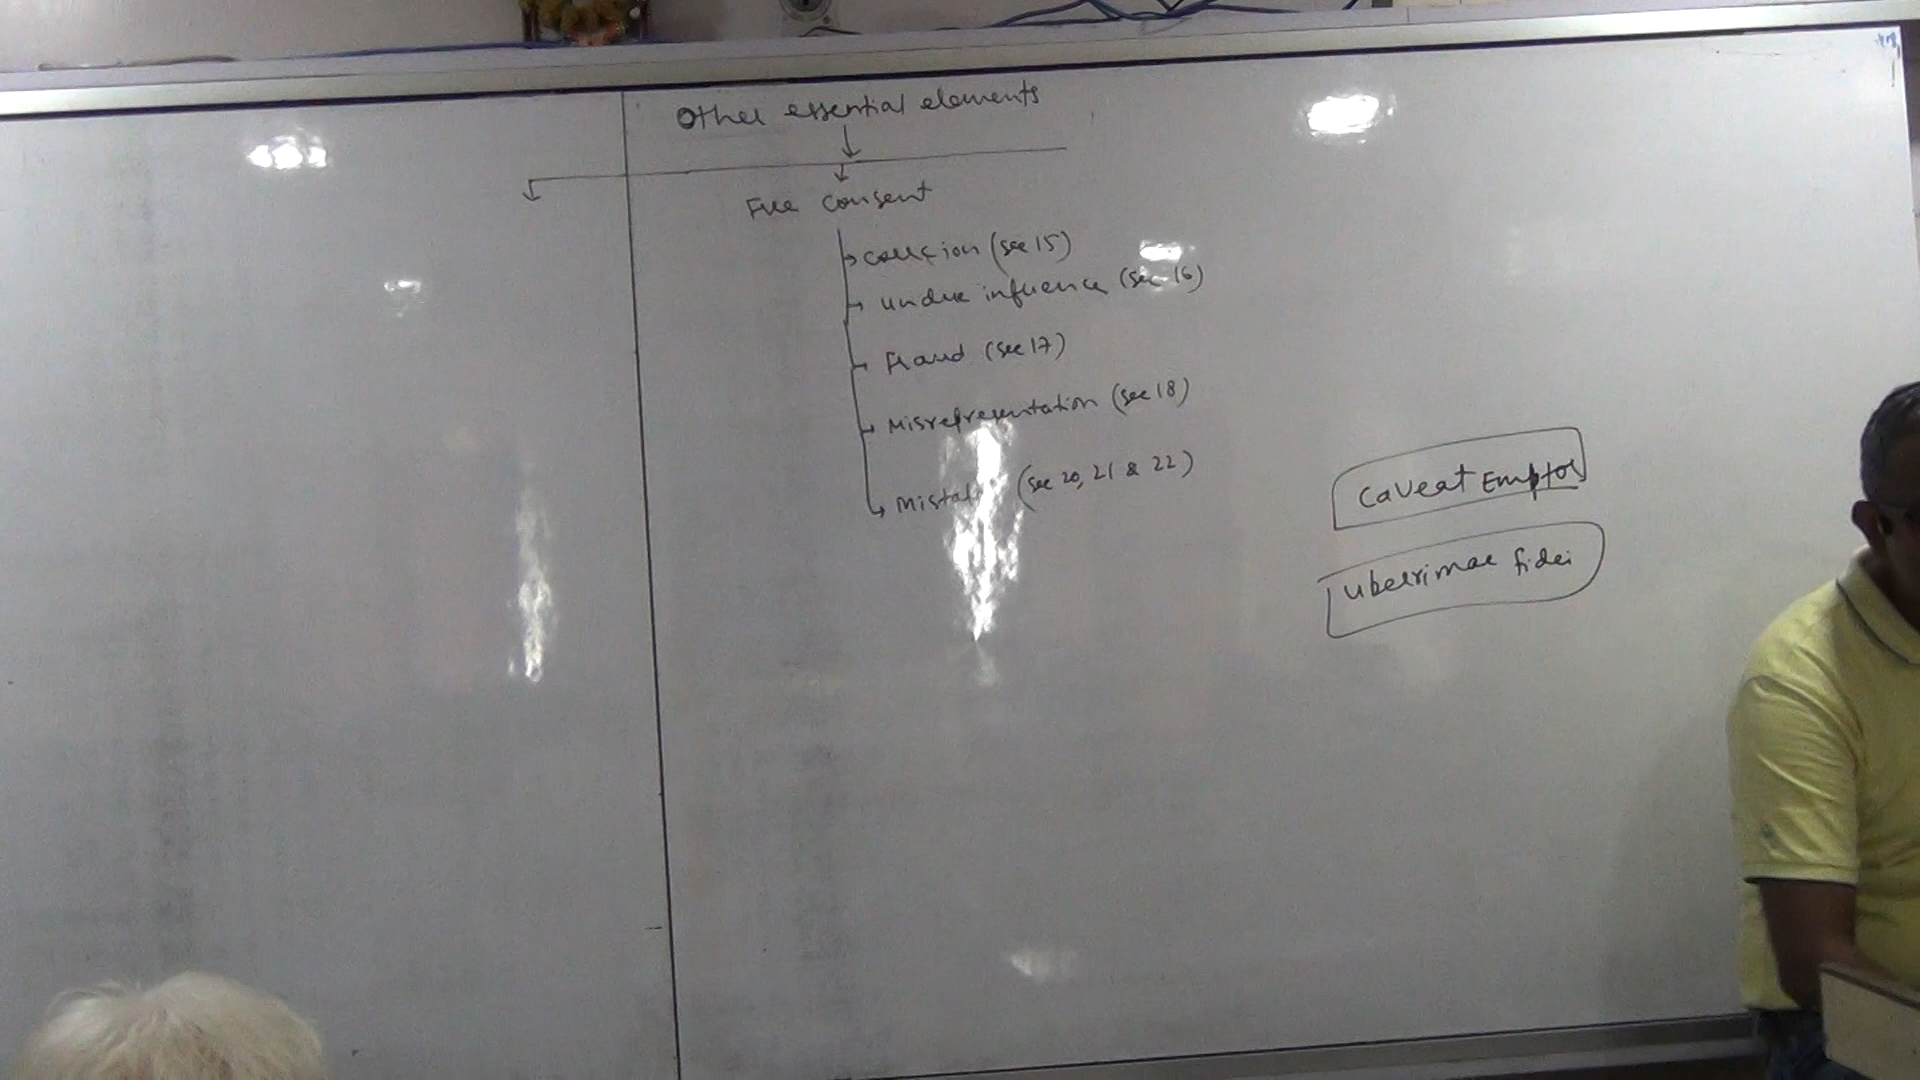 Other essential elements
Free consent
coercion (sec 15)
undue influence (sec 16)
Fraud (sec 17)
Misrepresentation (sec 18)
(sec 20, 21 & 22)
Caveat Emptor
uberrimae fidei